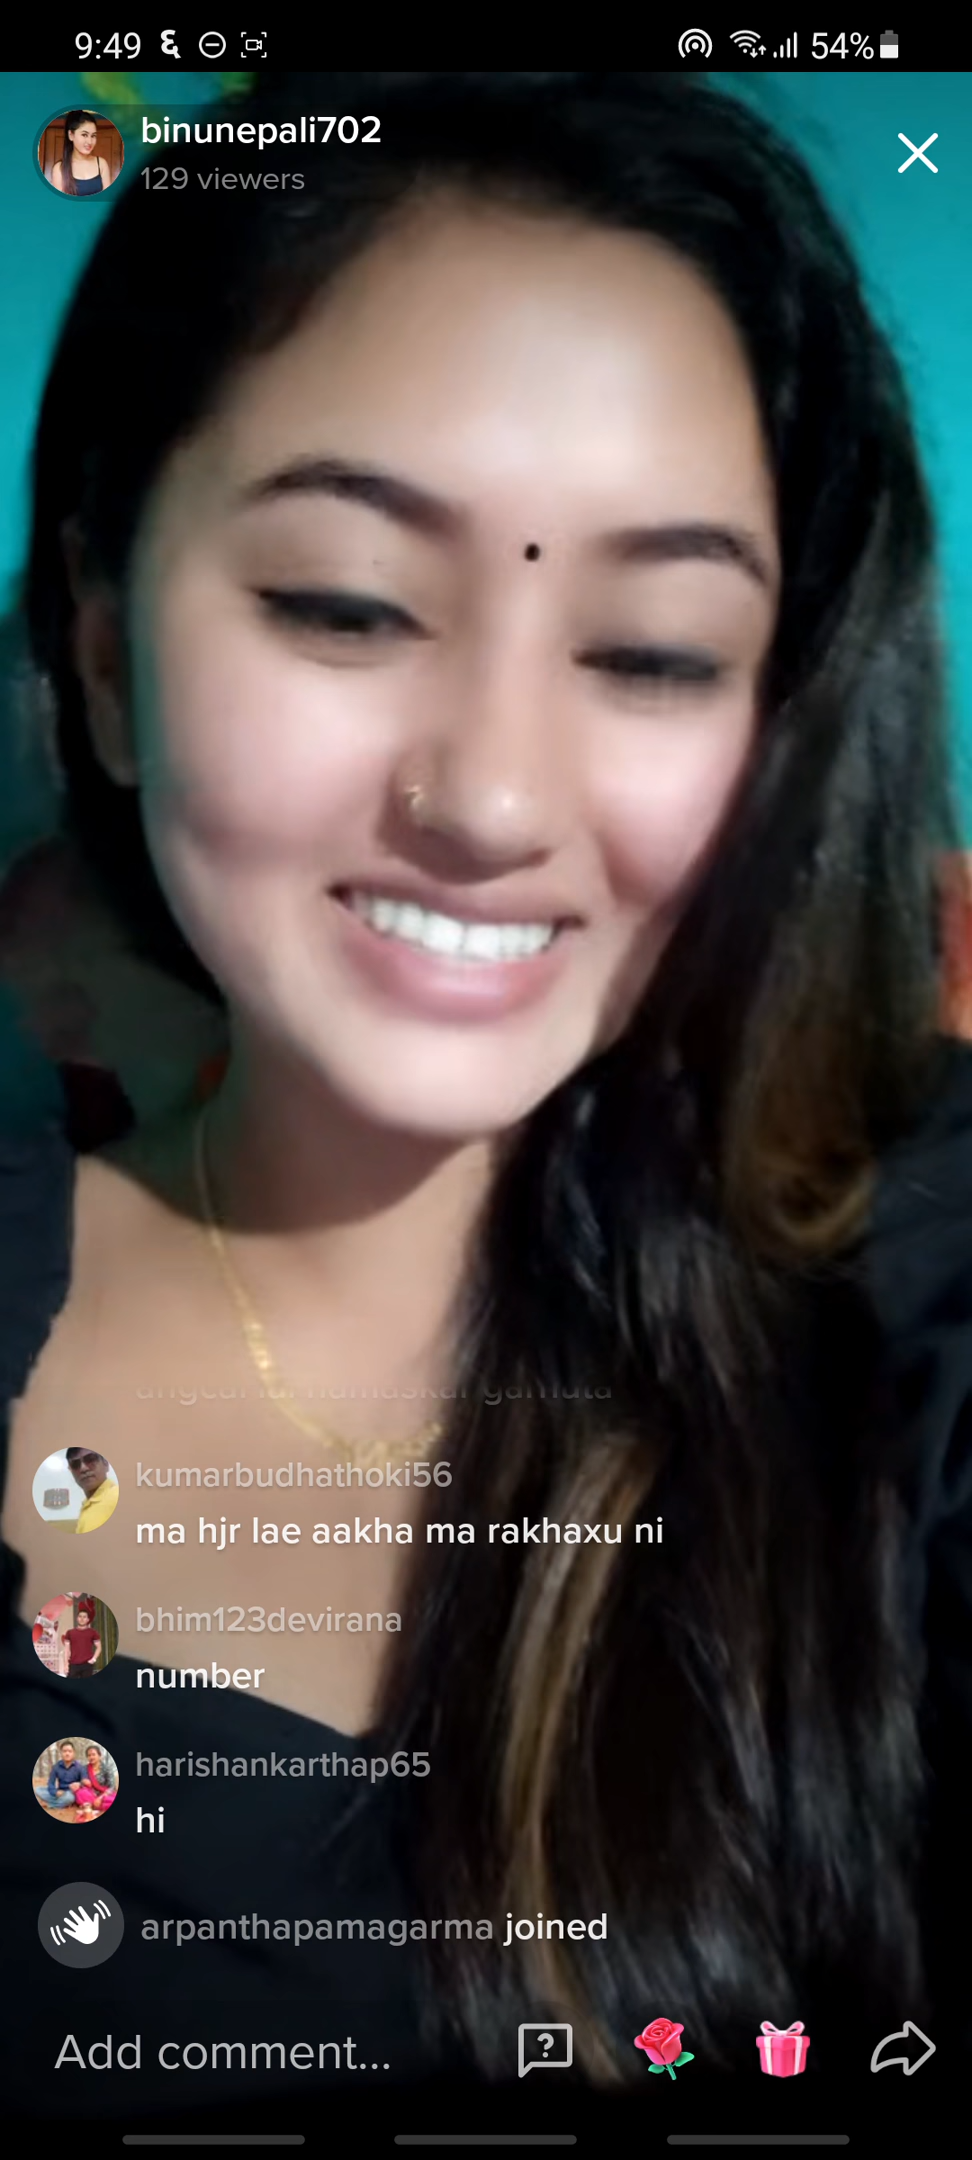 9:49
54%
binunepali702
129 viewers
kumarbudhathoki56
ma hjr lae aakha ma rakhaxu ni
bhim123devirana
number
harishankarthap65
hi
arpanthapamagarma joined
Add comment...